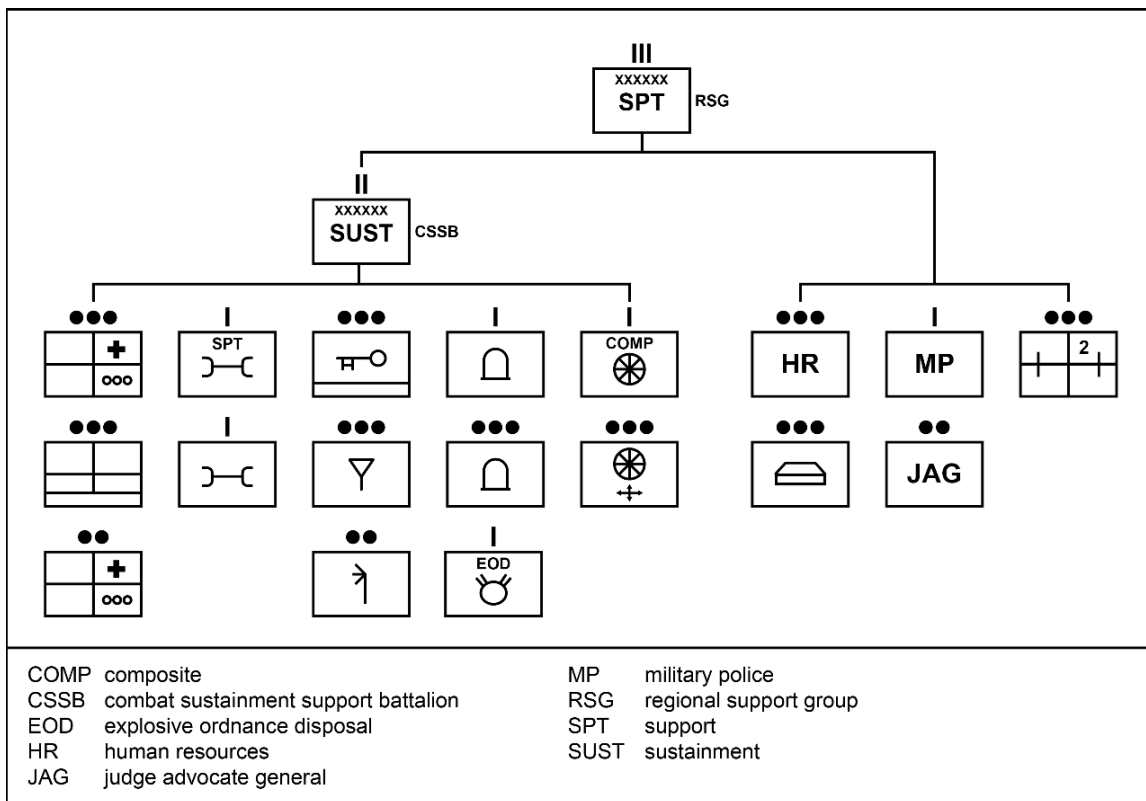 III
XXXXXX
SPT
RSG
II
XXXXXX
SUST
CSSB
I
SPT
I
I
COMP
HR
I
MP
2
I
JAG
I
EOD
COMP composite
CSSB combat sustainment support battalion
EOD explosive ordnance disposal
HR human resources
JAG judge advocate general
MP military police
RSG regional support group
SPT support
SUST sustainment